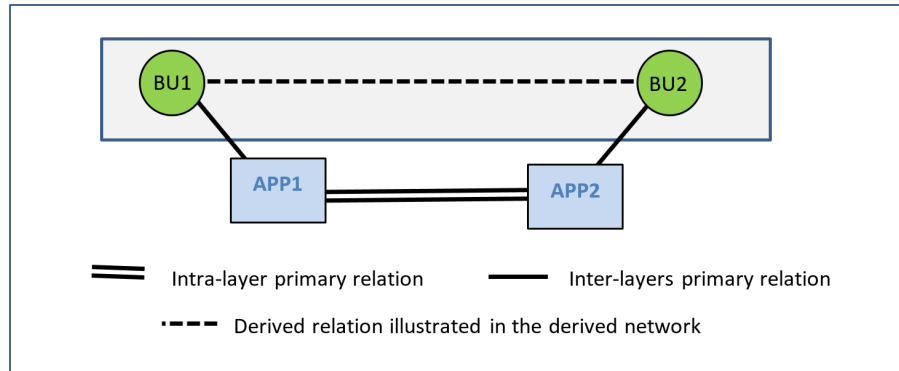 BU1
BU2
APP1
APP2
Intra-layer primary relation
Inter-layers primary relation
Derived relation illustrated in the derived network